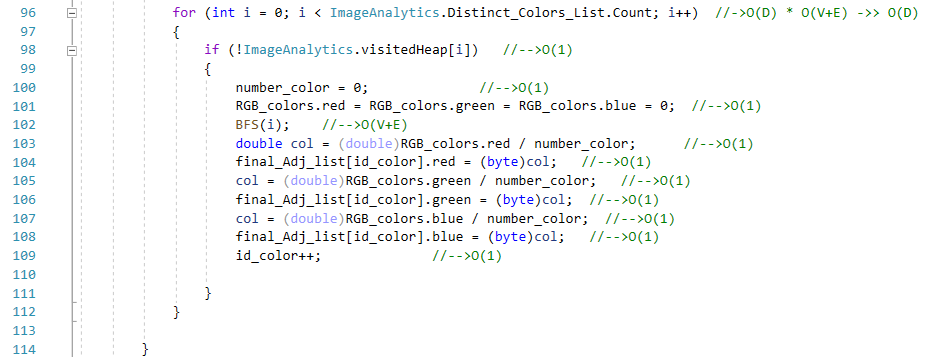 96 for (int i = 0; i < ImageAnalytics.Distinct_Colors_List.Count; i++) //->O(D) * O(V+E) ->> O(D)
97 {
98 if (!ImageAnalytics.visitedHeap[i]) //-->O(1)
99 {
100 number_color = 0; //-->O(1)
101 RGB_colors.red = RGB_colors.green = RGB_colors.blue = 0; //-->O(1)
102 BFS(i); //-->O(V+E)
103 double col = (double)RGB_colors.red / number_color; //-->O(1)
104 final_Adj_list[id_color].red = (byte)col; //-->O(1)
105 col = (double)RGB_colors.green / number_color; //-->O(1)
106 final_Adj_list[id_color].green = (byte)col; //-->O(1)
107 col = (double)RGB_colors.blue / number_color; //-->O(1)
108 final_Adj_list[id_color].blue = (byte)col; //-->O(1)
109 id_color++; //-->O(1)
110
111 }
112 }
113
114 }